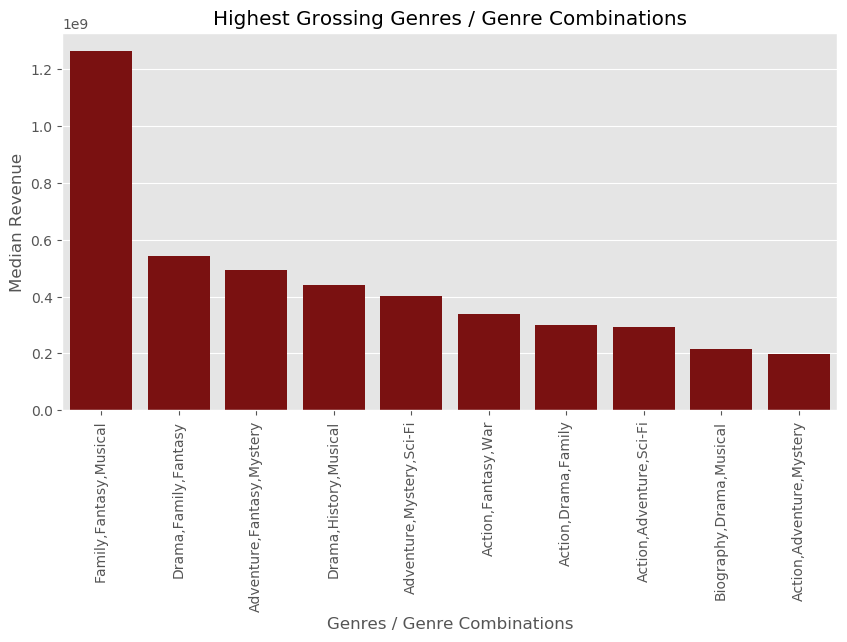 Highest Grossing Genres / Genre Combinations
1e9
1.2
1.0
0.8
0.6
0.4
0.2
0.0
Median Revenue
Family,Fantasy,Musical
Drama,Family,Fantasy
Adventure,Fantasy,Mystery
Drama,History,Musical
Adventure,Mystery,Sci-Fi
Action,Fantasy,War
Action,Drama,Family
Action,Adventure,Sci-Fi
Biography,Drama,Musical
Action,Adventure,Mystery
Genres / Genre Combinations